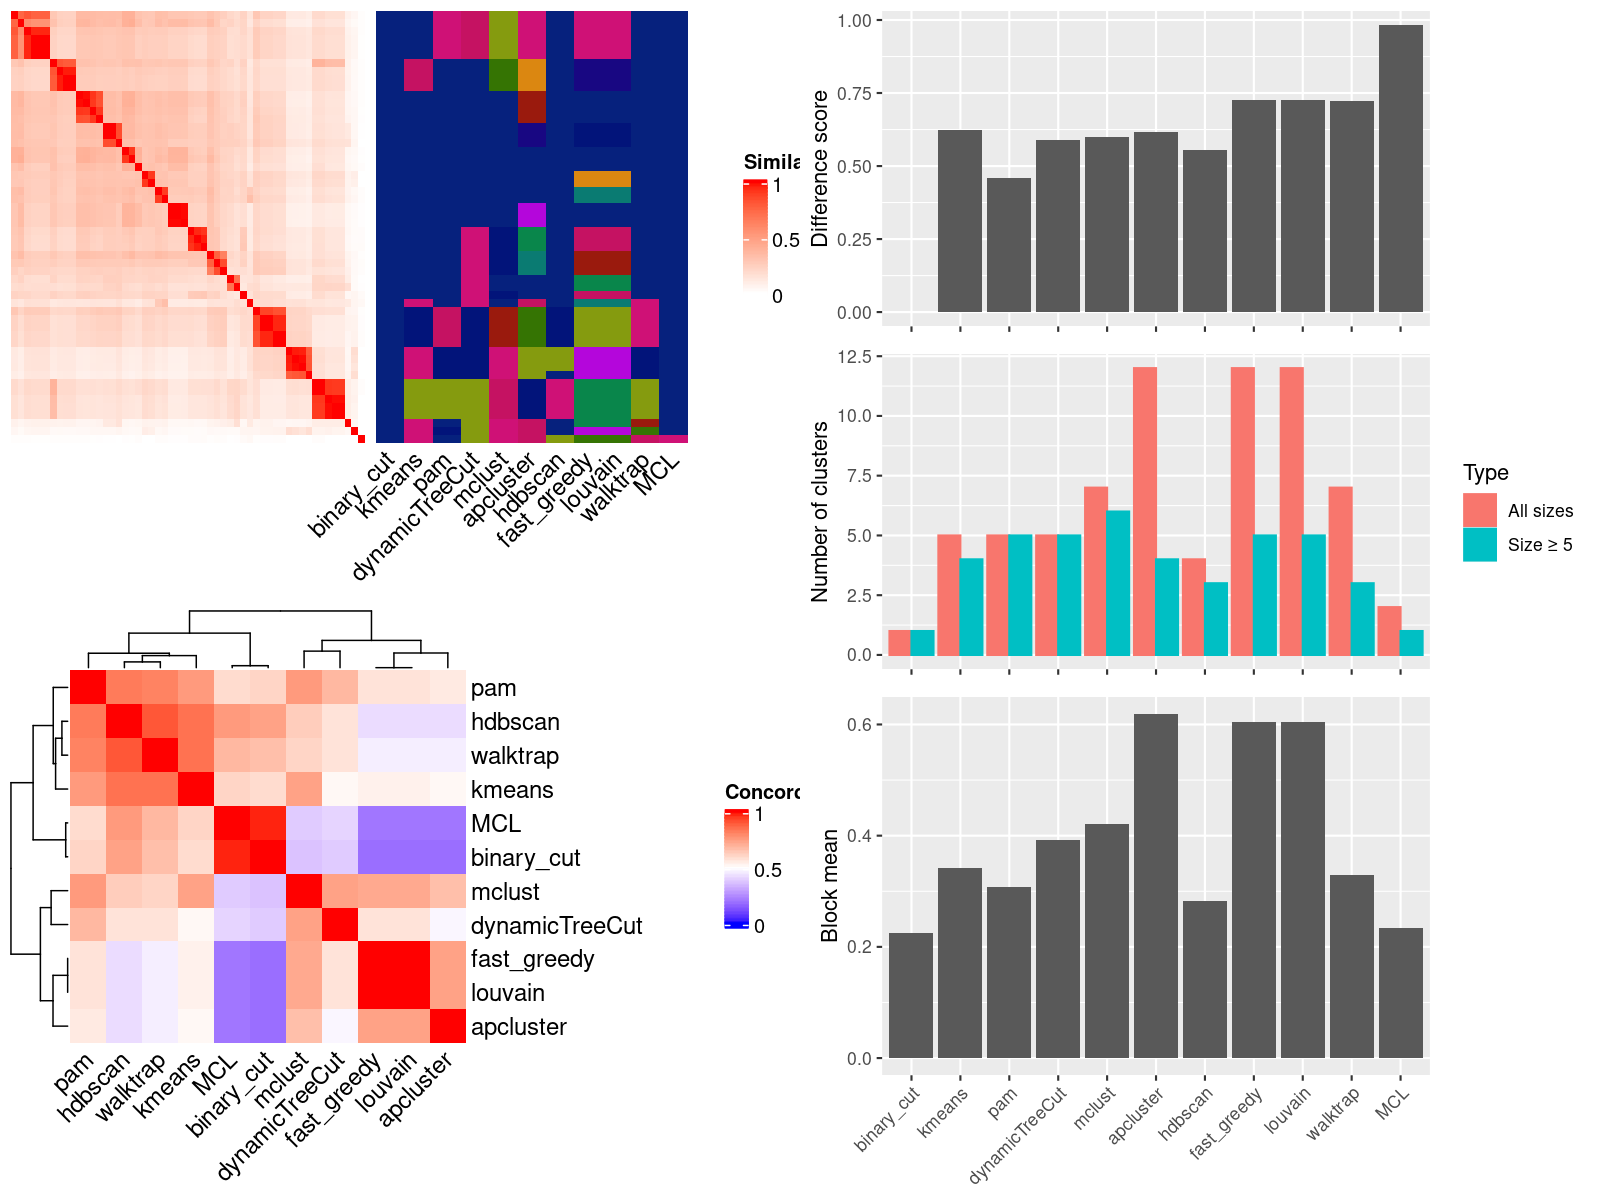 Simila
1
0.5
0
binary_cut
kmeans
pam
dynamicTreeCut
mclust
apcluster
hdbscan
fast_greedy
louvain
walktrap
MCL
Difference score
1.00
0.75
0.50
0.25
0.00
Number of clusters
12.5
10.0
7.5
5.0
2.5
0.0
Type
All sizes
Size ≥ 5
pam
hdbscan
walktrap
kmeans
MCL
binary_cut
mclust
dynamicTreeCut
fast_greedy
louvain
apcluster
pam
hdbscan
walktrap
kmeans
MCL
binary_cut
mclust
dynamicTreeCut
fast_greedy
louvain
apcluster
Concord
1
0.5
0
Block mean
0.6
0.4
0.2
0.0
binary_cut
kmeans
pam
dynamicTreeCut
mclust
apcluster
hdbscan
fast_greedy
louvain
walktrap
MCL